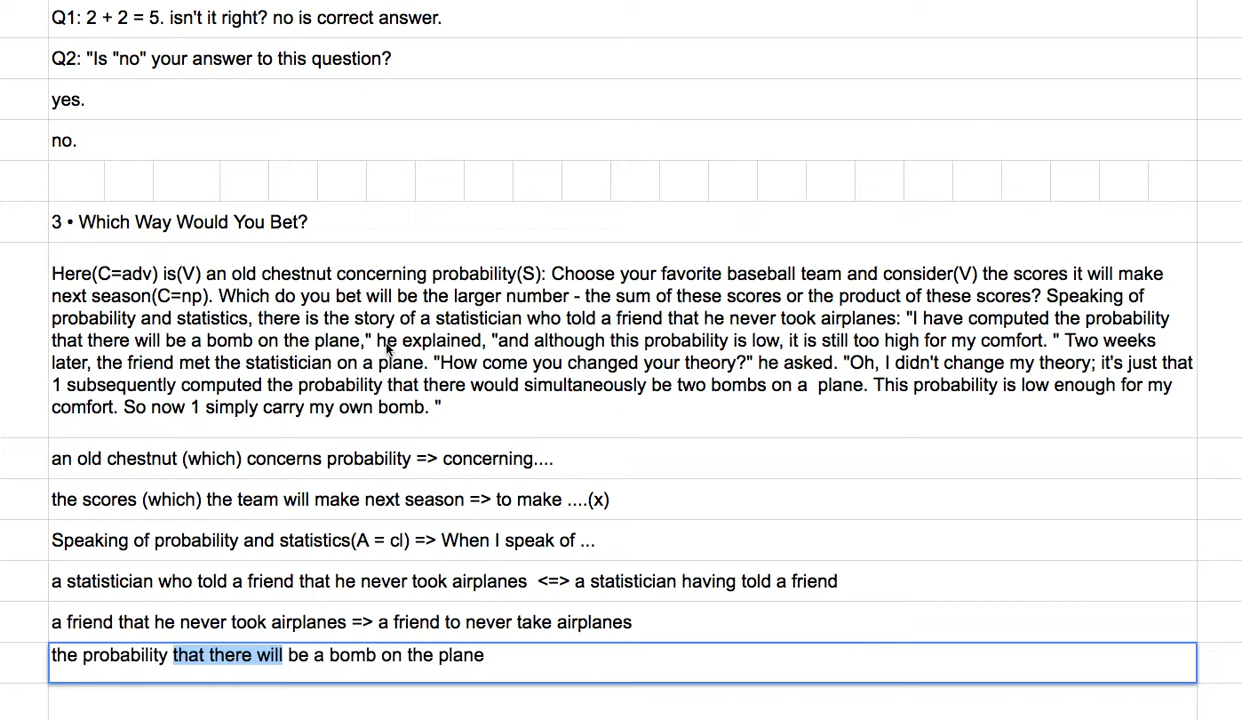 Q1: 2 + 2 = 5. isn't it right? no is correct answer.
Q2: "Is "no" your answer to this question?
yes.
no.
3 • Which Way Would You Bet?
Here(C=adv) is(V) an old chestnut concerning probability(S): Choose your favorite baseball team and consider(V) the scores it will make
next season(C=np). Which do you bet will be the larger number - the sum of these scores or the product of these scores? Speaking of
probability and statistics, there is the story of a statistician who told a friend that he never took airplanes: "I have computed the probability
that there will be a bomb on the plane," he explained, "and although this probability is low, it is still too high for my comfort. " Two weeks
later, the friend met the statistician on a plane. "How come you changed your theory?" he asked. "Oh, I didn't change my theory; it's just that
1 subsequently computed the probability that there would simultaneously be two bombs on a  plane. This probability is low enough for my
comfort. So now 1 simply carry my own bomb. "
an old chestnut (which) concerns probability => concerning....
the scores (which) the team will make next season => to make ....(x)
Speaking of probability and statistics(A = cl) => When I speak of ...
a statistician who told a friend that he never took airplanes  <=> a statistician having told a friend
a friend that he never took airplanes => a friend to never take airplanes
the probability that there will be a bomb on the plane